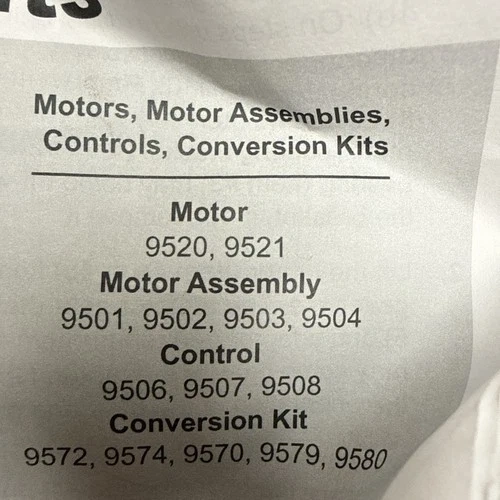 Motors, Motor Assemblies,
Controls, Conversion Kits
Motor
9520, 9521
Motor Assembly
9501, 9502, 9503, 9504
Control
9506, 9507, 9508
Conversion Kit
9572, 9574, 9570, 9579, 9580